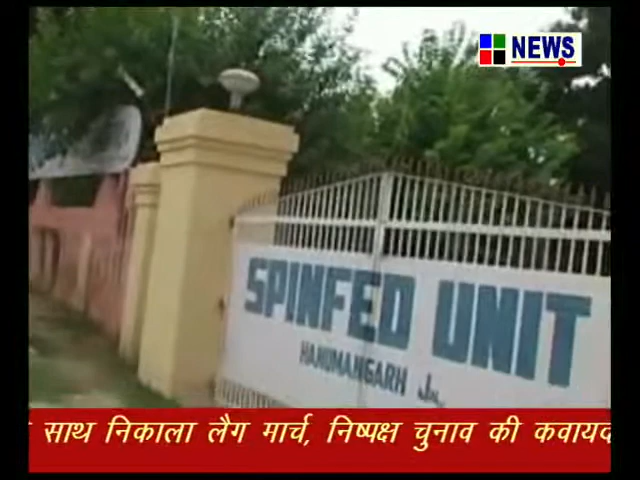 NEWS
SPINFED UNIT
HANUMANGARH
साथ निकाला लैग मार्च, निष्पक्ष चुनाव की कवायद